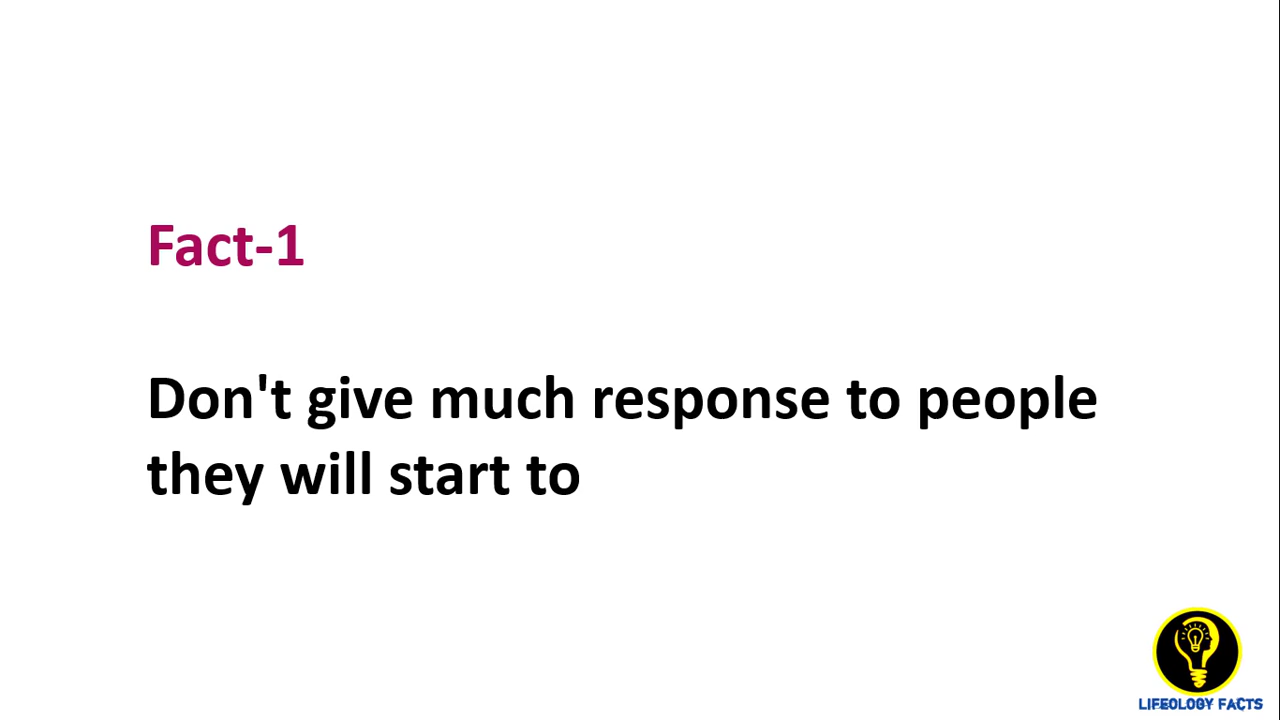 Fact-1
Don't give much response to people
they will start to
LIFEOLOGY FACTS